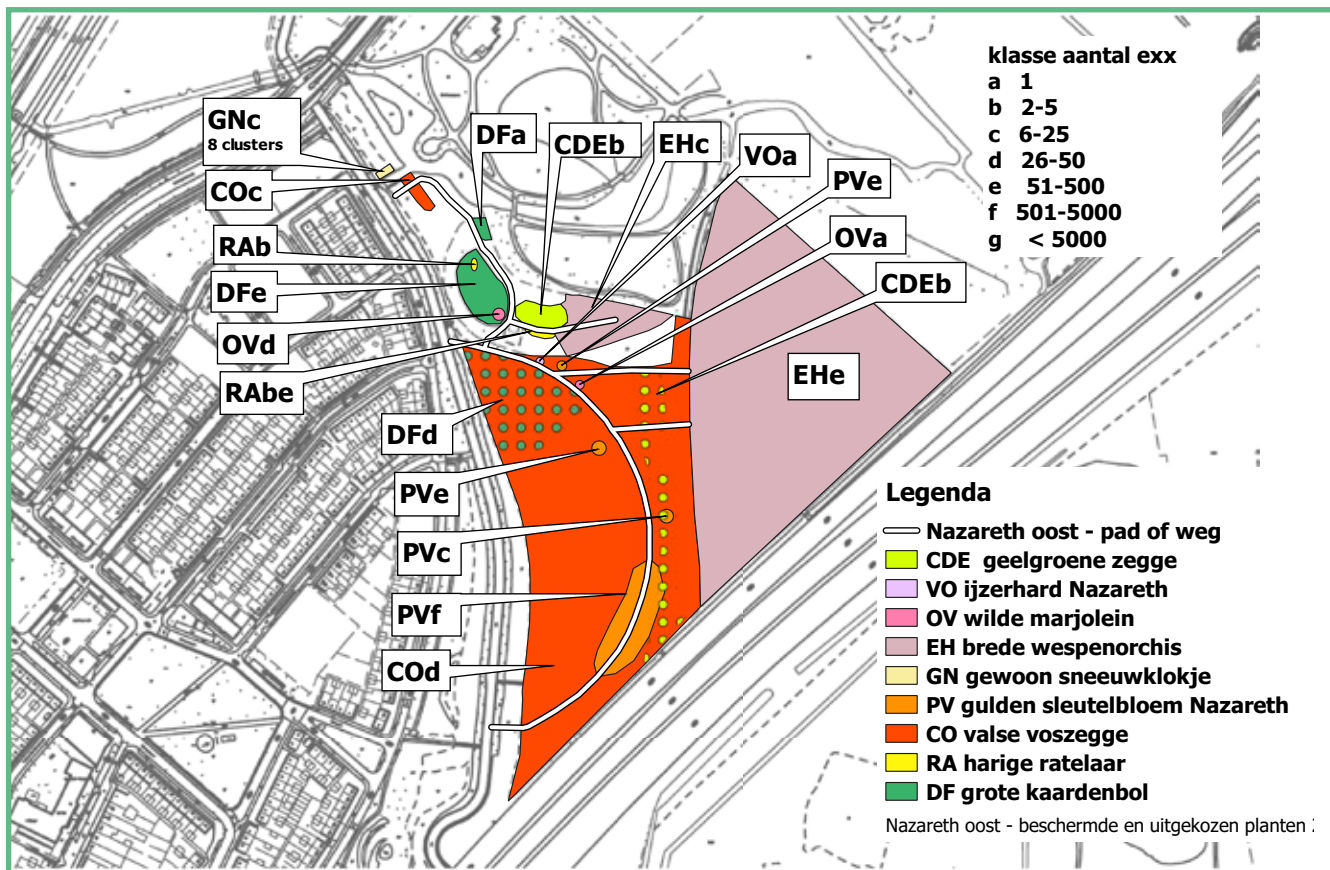 klasse aantal exx
a 1
b 2-5
c 6-25
d 26-50
e 51-500
f 501-5000
g < 5000
GNc
8 clusters
DFa
CDEb
EHc
VOa
PVe
COc
OVa
RAb
CDEb
DFe
OVd
EHe
RAbe
DFd
PVe
PVc
PVf
COd
Legenda
Nazareth oost - pad of weg
CDE geelgroene zegge
VO ijzerhard Nazareth
OV wilde marjolein
EH brede wespenorchis
GN gewoon sneeuwklokje
PV gulden sleutelbloem Nazareth
CO valse voszegge
RA harige ratelaar
DF grote kaardenbol
Nazareth oost - beschermde en uitgekozen planten